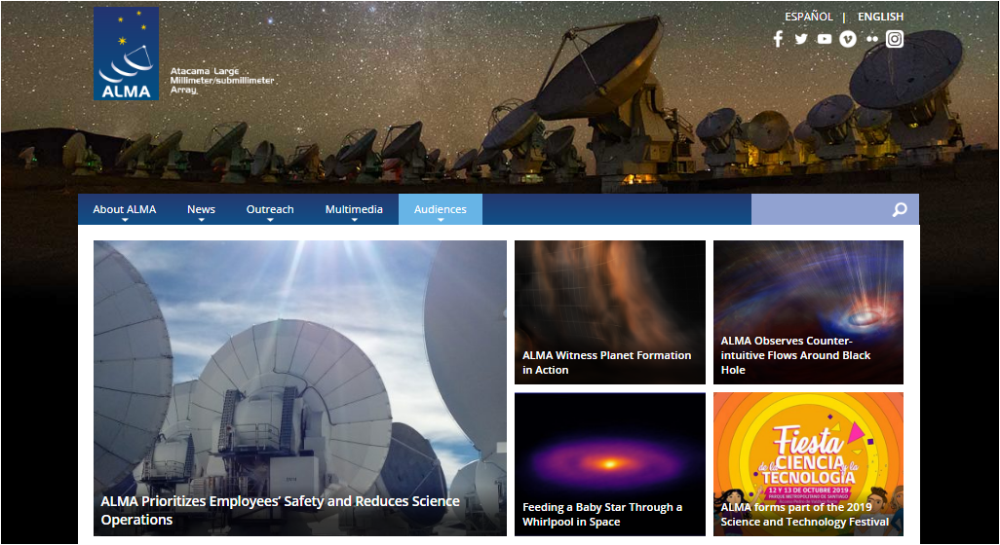 ESPAÑOL | ENGLISH
ALMA
Atacama Large
Millimeter/submillimeter
Array
About ALMA News Outreach Multimedia Audiences
ALMA Prioritizes Employees' Safety and Reduces Science
Operations
ALMA Witness Planet Formation
in Action
ALMA Observes Counter-
intuitive Flows Around Black
Hole
Feeding a Baby Star Through a
Whirlpool in Space
Fiesta
de la CIENCIA y la
TECNOLOGÍA
12 Y 13 DE OCTUBRE 2019
PARQUE METROPOLITANO DE SANTIAGO
ALMA forms part of the 2019
Science and Technology Festival